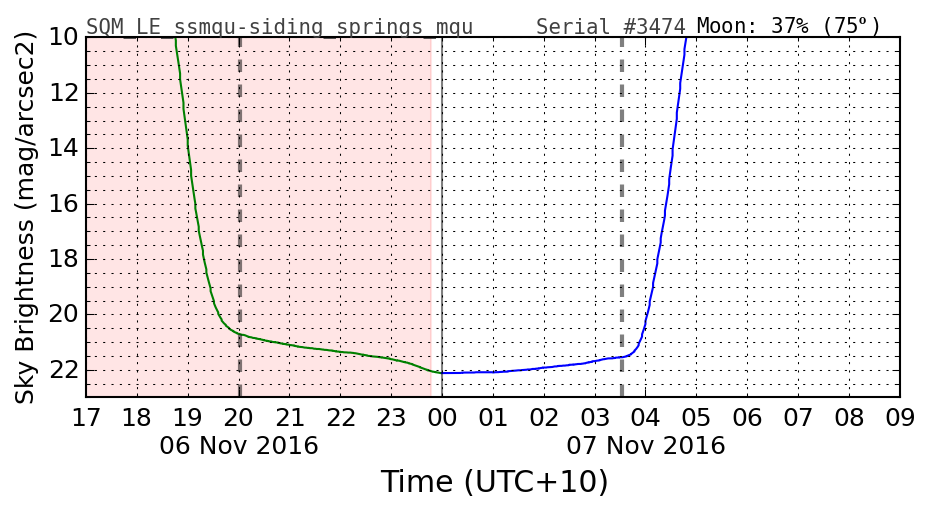 SQM_LE_ssmqu-siding_springs_mqu Serial #3474 Moon: 37% (75°)
Sky Brightness (mag/arcsec2)
10
12
14
16
18
20
22
17 18 19 20 21 22 23 00 01 02 03 04 05 06 07 08 09
06 Nov 2016 07 Nov 2016
Time (UTC+10)